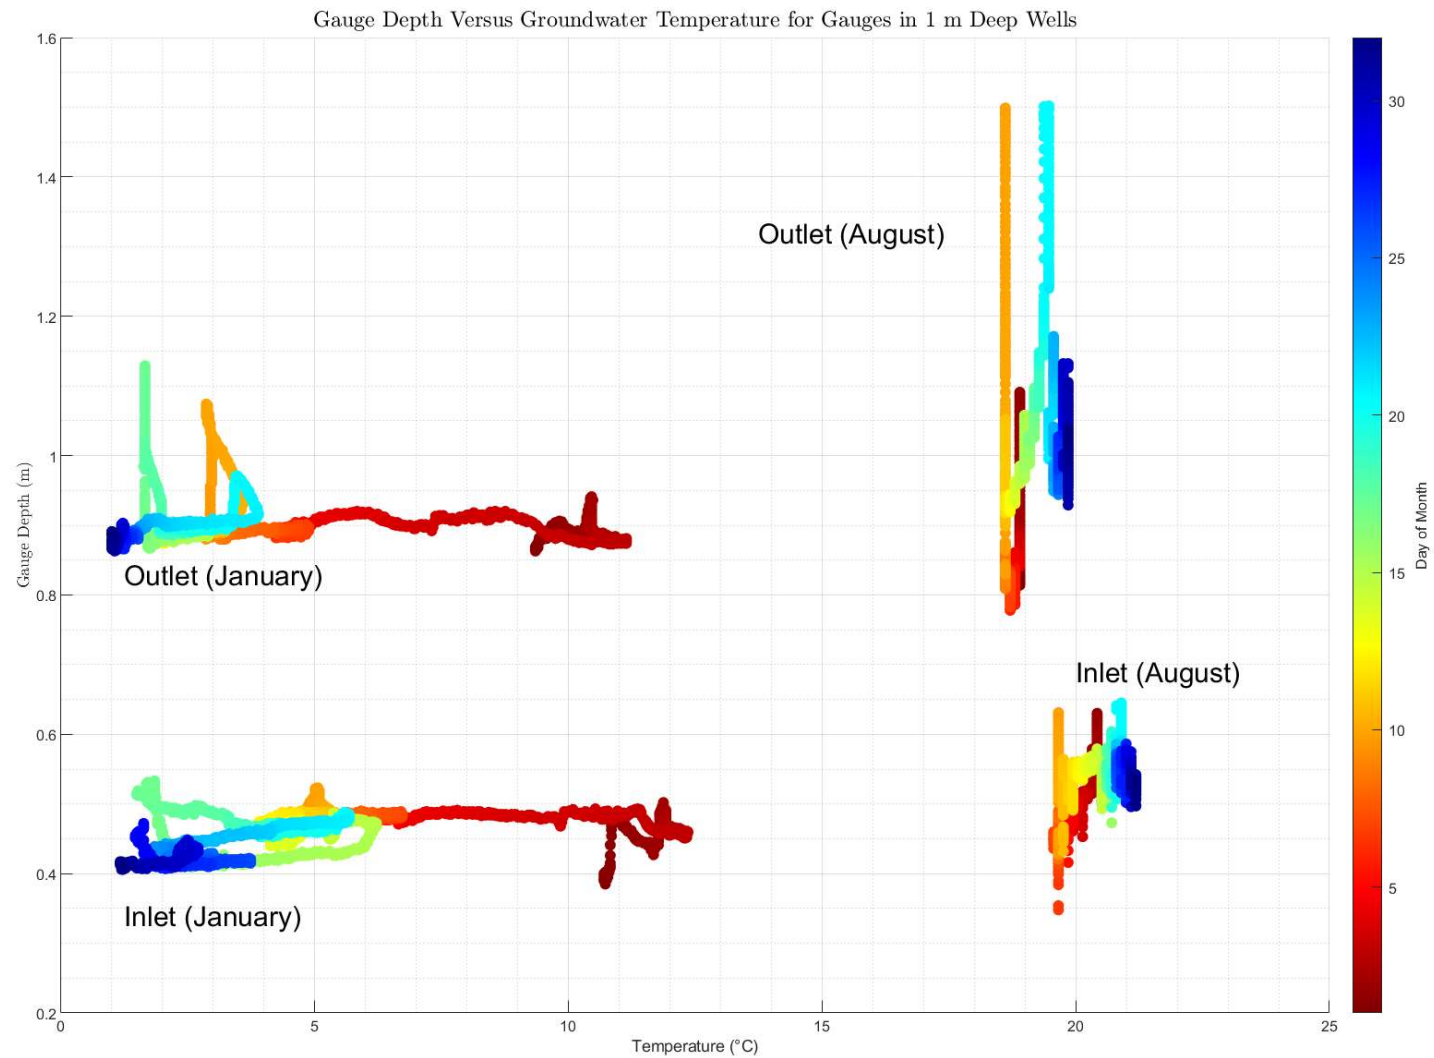 Gauge Depth Versus Groundwater Temperature for Gauges in 1 m Deep Wells
1.6
1.4
1.2
1
0.8
0.6
0.4
0.2
Gauge Depth (m)
Outlet (August)
Outlet (January)
Inlet (August)
Inlet (January)
0
5
10
15
20
25
Temperature (°C)
30
25
20
15
10
5
Day of Month